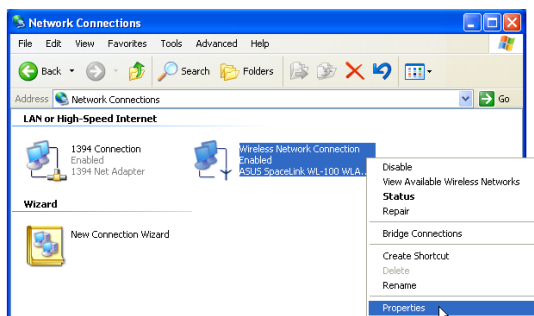 Network Connections
File Edit View Favorites Tools Advanced Help
Back Search Folders
Address Network Connections Go
LAN or High-Speed Internet
1394 Connection
Enabled
1394 Net Adapter
Wireless Network Connection
Enabled
ASUS SpaceLink WL-100 WLA...
Wizard
New Connection Wizard
Disable
View Available Wireless Networks
Status
Repair
Bridge Connections
Create Shortcut
Delete
Rename
Properties